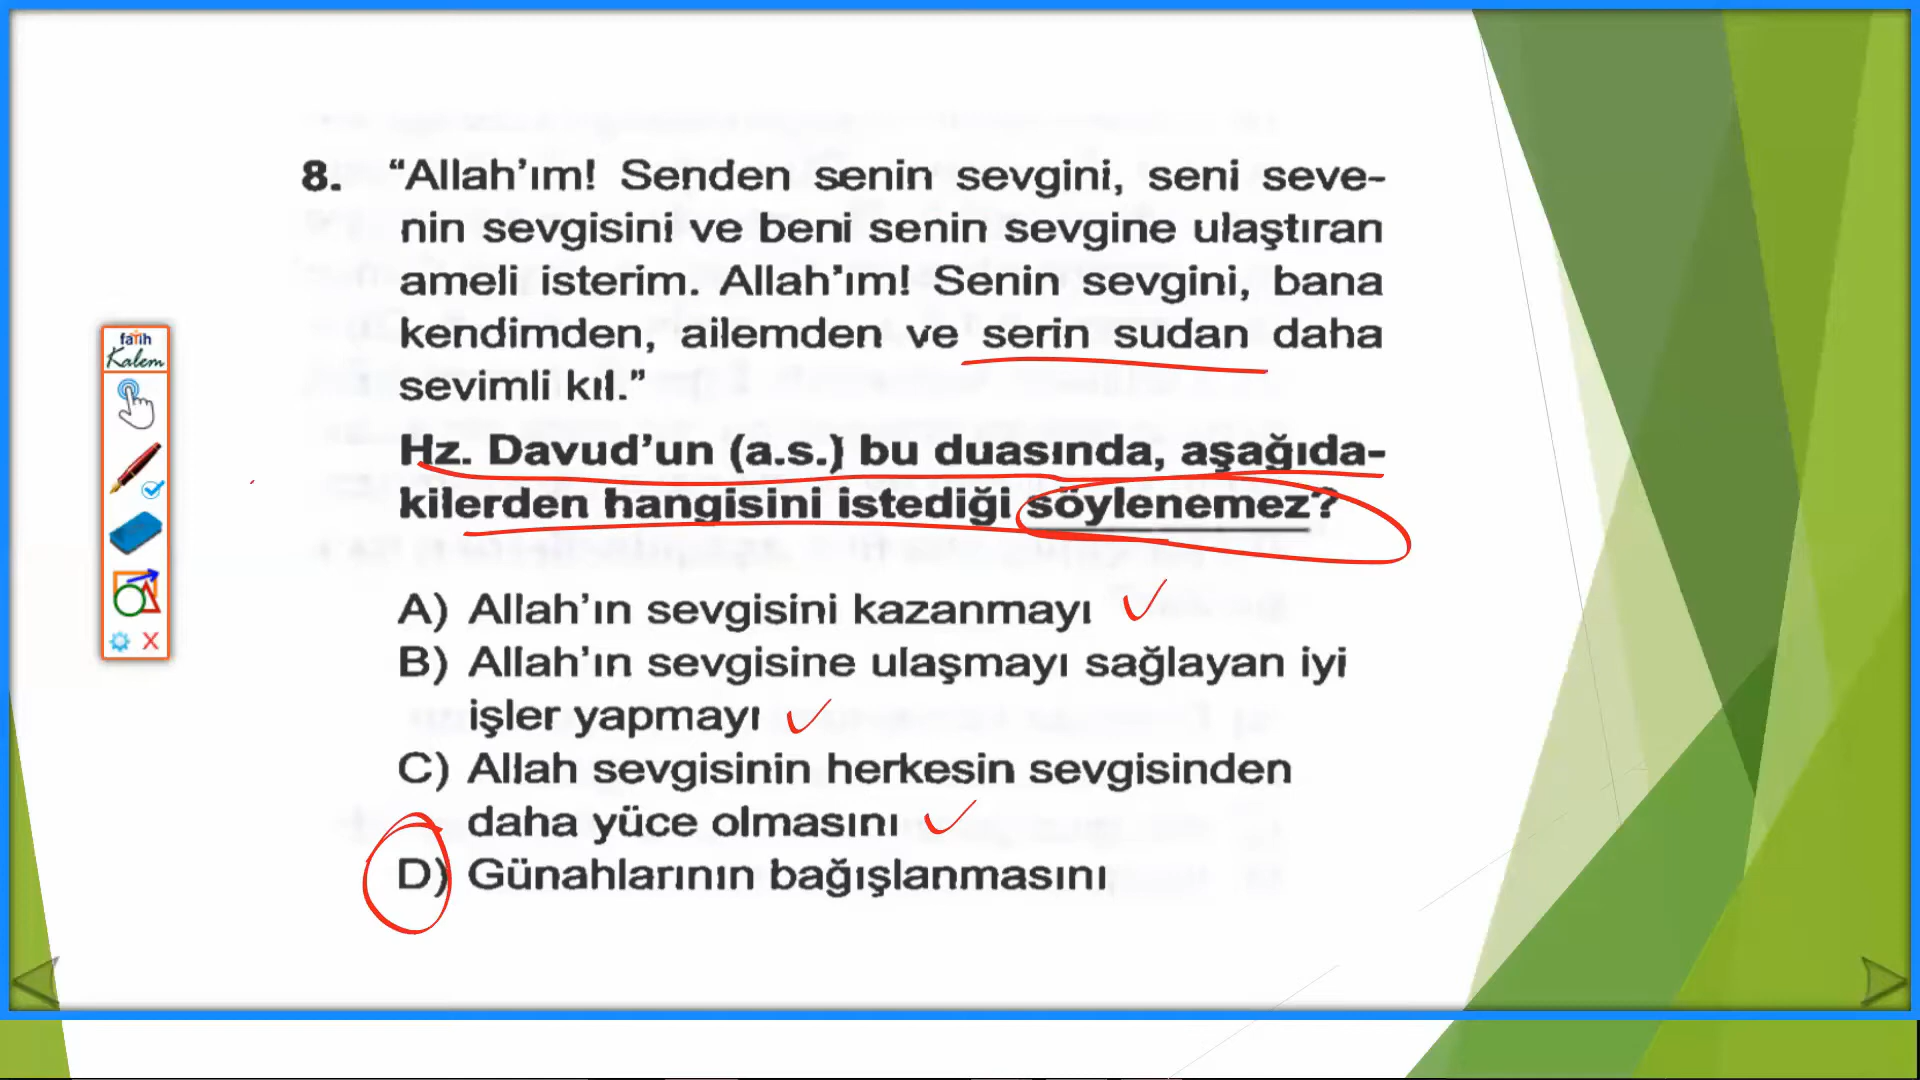 8. “Allah’ım! Senden senin sevgini, seni seve-
nin sevgisini ve beni senin sevgine ulaştıran
ameli isterim. Allah’ım! Senin sevgini, bana
kendimden, ailemden ve serin sudan daha
sevimli kıl.”
Hz. Davud’un (a.s.) bu duasında, aşağıda-
kilerden hangisini istediği söylenemez?
A) Allah’ın sevgisini kazanmayı
B) Allah’ın sevgisine ulaşmayı sağlayan iyi
işler yapmayı
C) Allah sevgisinin herkesin sevgisinden
daha yüce olmasını
D) Günahlarının bağışlanmasını
fatih
Kalem